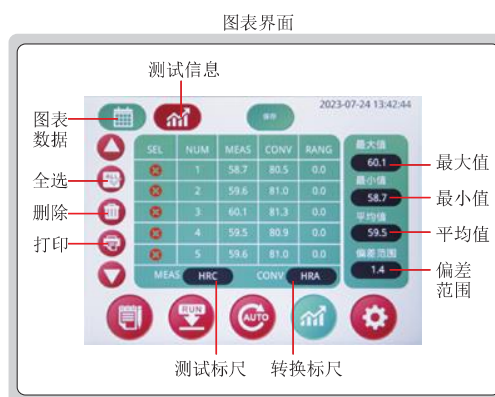 图表界面
测试信息
2023-07-24 13:42:44
保存
图表
数据
SEL NUM MEAS CONV RANG
1 58.7 80.5 0.0
2 59.6 81.0 0.0
3 60.1 81.3 0.0
4 59.5 80.9 0.0
5 59.6 81.0 0.0
MEAS HRC CONV HRA
全选
ALL
删除
打印
最大值
60.1
最小值
58.7
平均值
59.5
偏差范围
1.4
最大值
最小值
平均值
偏差
范围
RUN
AUTO
测试标尺 转换标尺